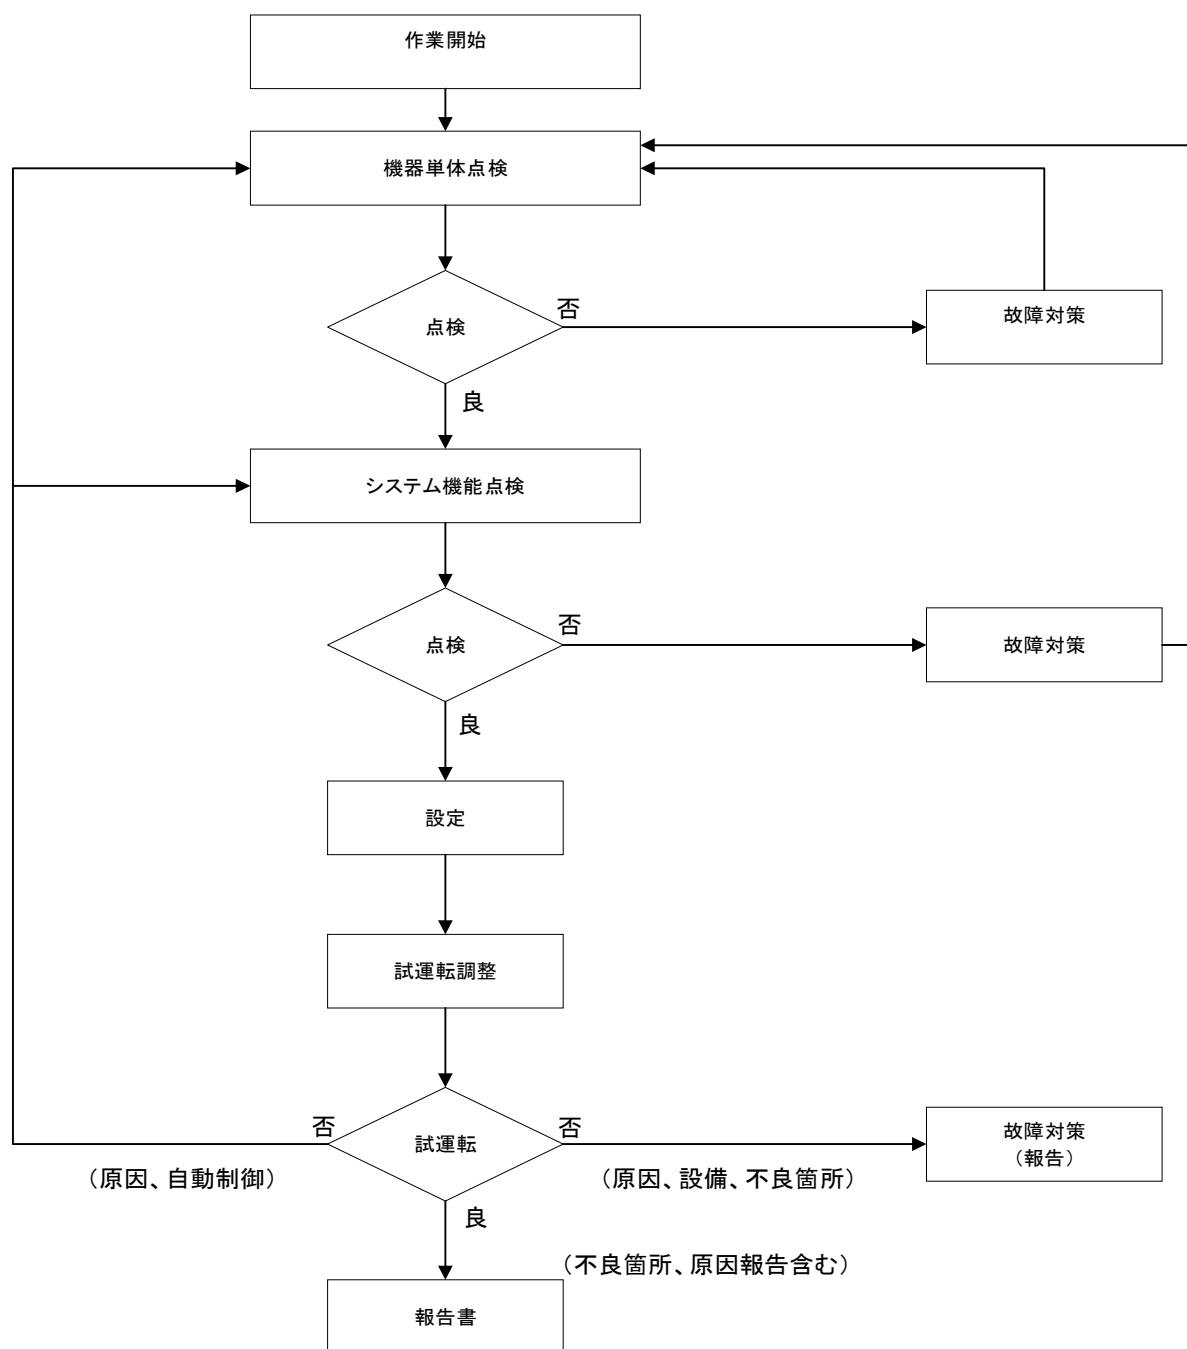 作業開始
機器単体点検
点検
否
故障対策
良
システム機能点検
点検
否
故障対策
良
設定
試運転調整
否
試運転
否
故障対策
（報告）
（原因、自動制御）
（原因、設備、不良箇所）
良
（不良箇所、原因報告含む）
報告書